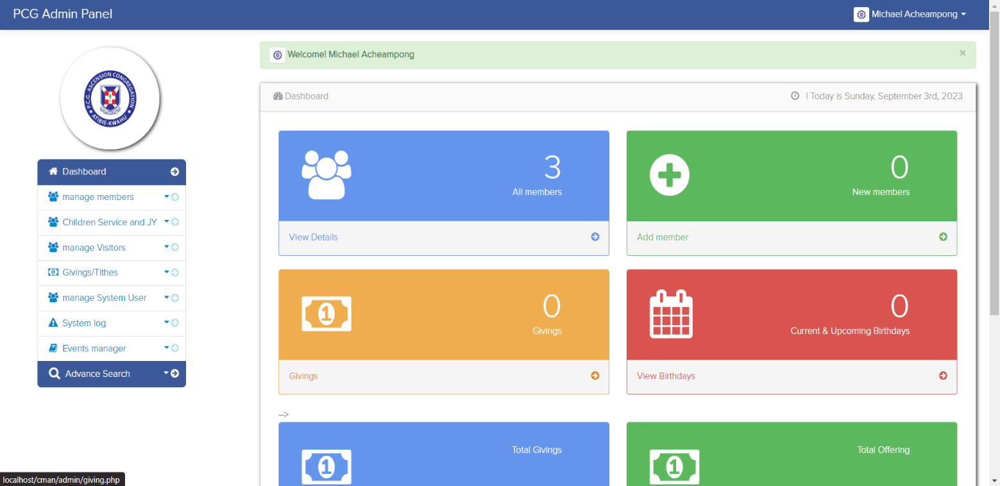 PCG Admin Panel
Michael Acheampong
Welcome! Michael Acheampong
×
P.C.G. ASCENSION CONGREGATION
ATIBIE-KWAHU
Dashboard
manage members
Children Service and JY
manage Visitors
Givings/Tithes
manage System User
System log
Events manager
Advance Search
Dashboard
| Today is Sunday, September 3rd, 2023
3
All members
View Details
0
New members
Add member
1
0
Givings
Givings
0
Current & Upcoming Birthdays
View Birthdays
-->
Total Givings
1
Total Offering
1
localhost/cman/admin/giving.php